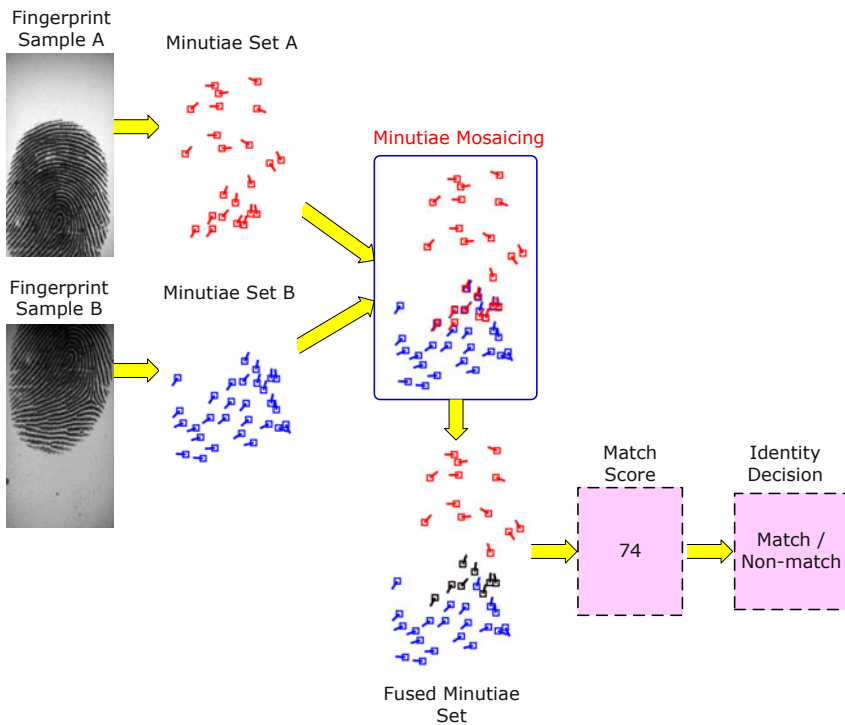 Fingerprint
Sample A
Minutiae Set A
Minutiae Mosaicing
Fingerprint
Sample B
Minutiae Set B
Match
Score
Identity
Decision
74
Match /
Non-match
Fused Minutiae
Set